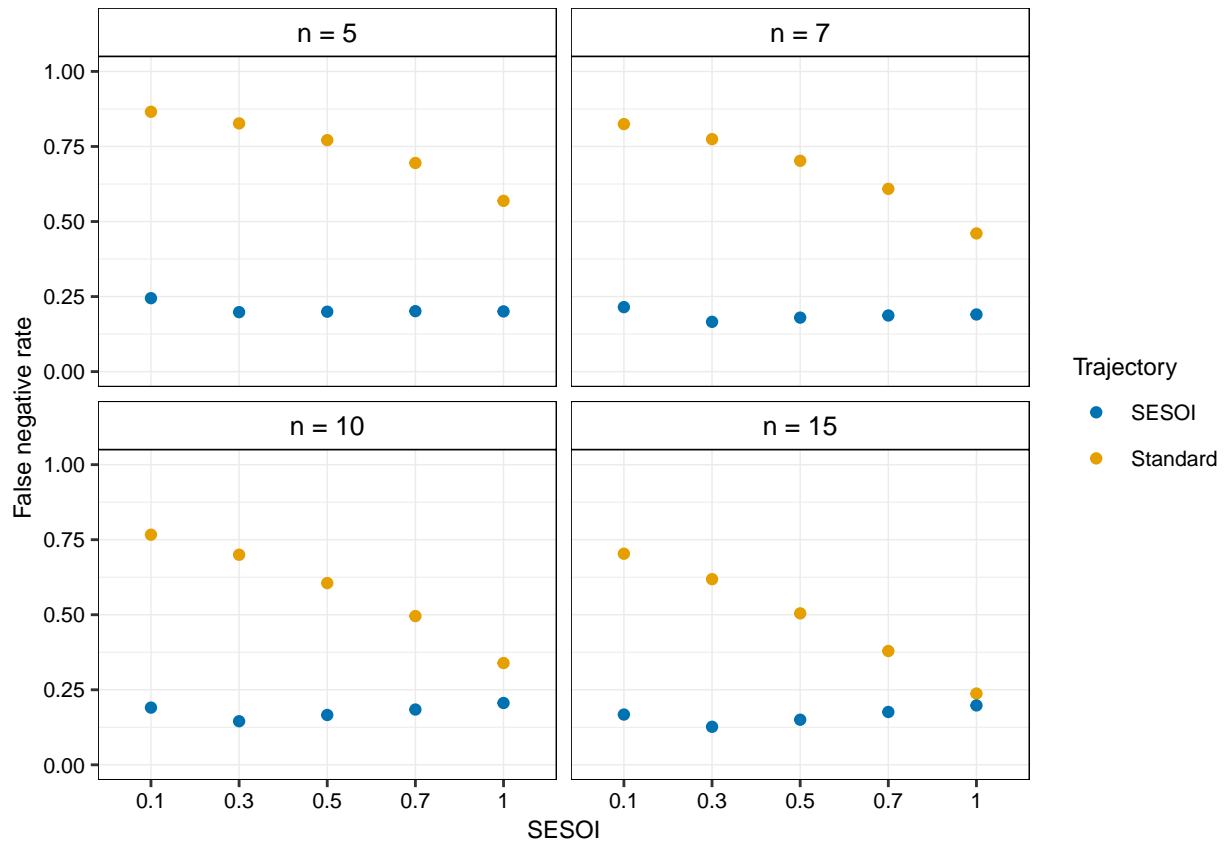 n = 5
n = 7
1.00
0.75
0.50
0.25
0.00
n = 10
n = 15
1.00
0.75
0.50
0.25
0.00
0.1 0.3 0.5 0.7 1
0.1 0.3 0.5 0.7 1
SESOI
False negative rate
Trajectory
SESOI
Standard